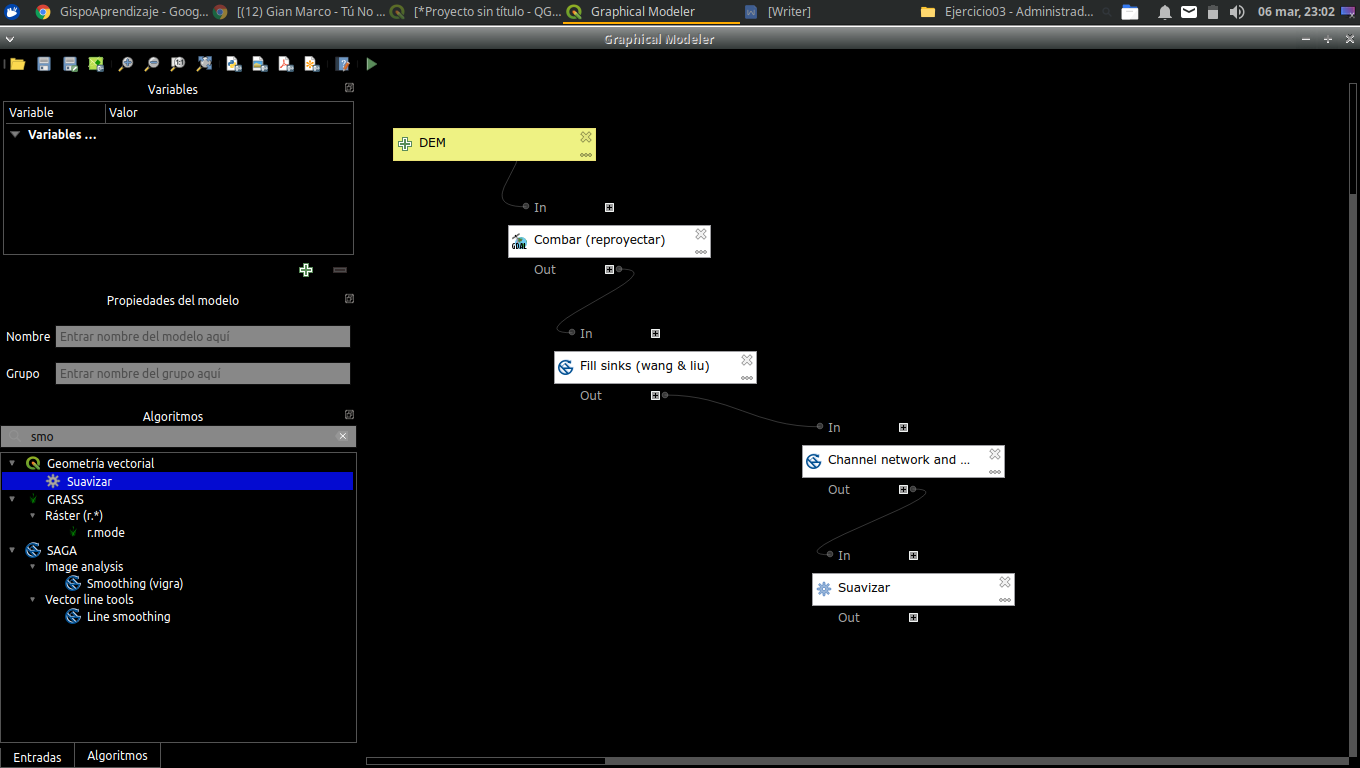 GispoAprendizaje - Goog...
[(12) Gian Marco - Tú No ...
[*Proyecto sin título - QG...
Graphical Modeler
[Writer]
Ejercicio03 - Administrad...
06 mar, 23:02
Graphical Modeler
Variables
Variable Valor
Variables ...
Propiedades del modelo
Nombre Entrar nombre del modelo aquí
Grupo Entrar nombre del grupo aquí
Algoritmos
smo
Geometría vectorial
Suavizar
GRASS
Ráster (r.*)
r.mode
SAGA
Image analysis
Smoothing (vigra)
Vector line tools
Line smoothing
Entradas Algoritmos
DEM
In
GDAL
Combar (reproyectar)
Out
In
Fill sinks (wang & liu)
Out
In
Channel network and ...
Out
In
Suavizar
Out